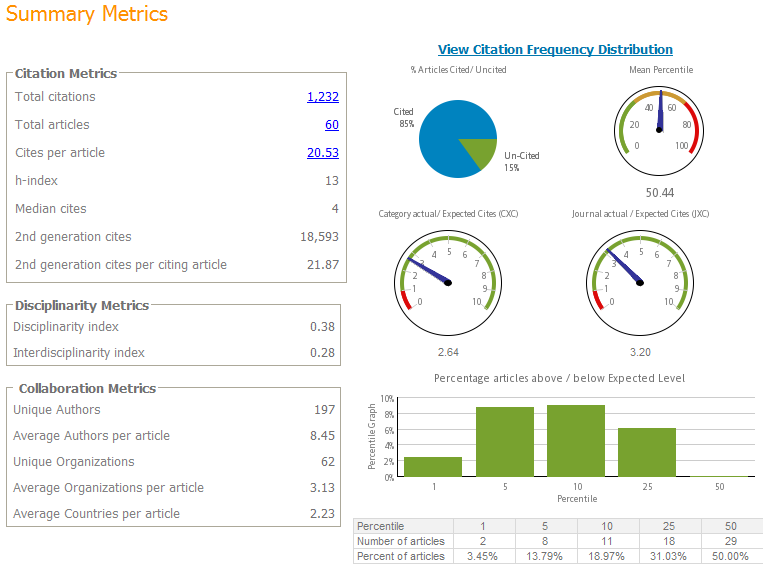 Summary Metrics
View Citation Frequency Distribution
Citation Metrics
Total citations 1,232
Total articles 60
Cites per article 20.53
h-index 13
Median cites 4
2nd generation cites 18,593
2nd generation cites per citing article 21.87
Disciplinarity Metrics
Disciplinarity index 0.38
Interdisciplinarity index 0.28
Collaboration Metrics
Unique Authors 197
Average Authors per article 8.45
Unique Organizations 62
Average Organizations per article 3.13
Average Countries per article 2.23
% Articles Cited/ Uncited
Cited
85%
Un-Cited
15%
Mean Percentile
0 20 40 60 80 100
50.44
Category actual/ Expected Cites (CXC)
0 1 2 3 4 5 6 7 8 9 10
2.64
Journal actual / Expected Cites (JXC)
0 1 2 3 4 5 6 7 8 9 10
3.20
Percentage articles above / below Expected Level
Percentile Graph
10%
8%
6%
4%
2%
0%
1 5 10 25 50
Percentile
Percentile 1 5 10 25 50
Number of articles 2 8 11 18 29
Percent of articles 3.45% 13.79% 18.97% 31.03% 50.00%